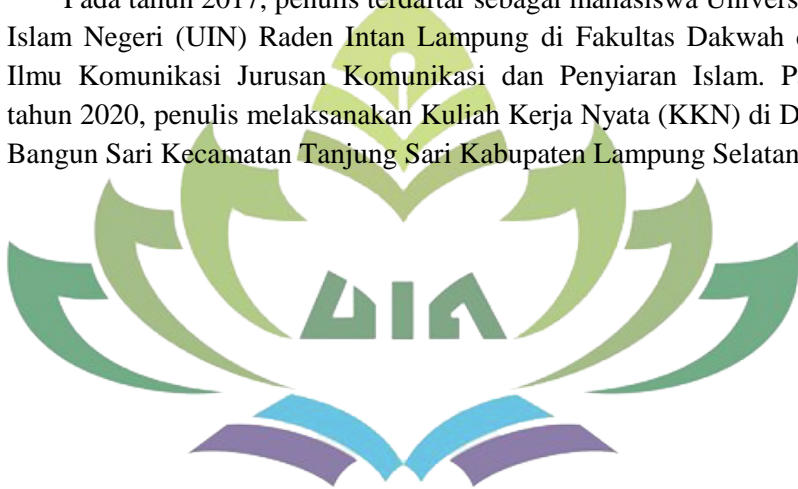 Pada tahun 2017, penulis terdaftar sebagai mahasiswa Univers
Islam Negeri (UIN) Raden Intan Lampung di Fakultas Dakwah
Ilmu Komunikasi Jurusan Komunikasi dan Penyiaran Islam. P
tahun 2020, penulis melaksanakan Kuliah Kerja Nyata (KKN) di D
Bangun Sari Kecamatan Tanjung Sari Kabupaten Lampung Selatan
UIN